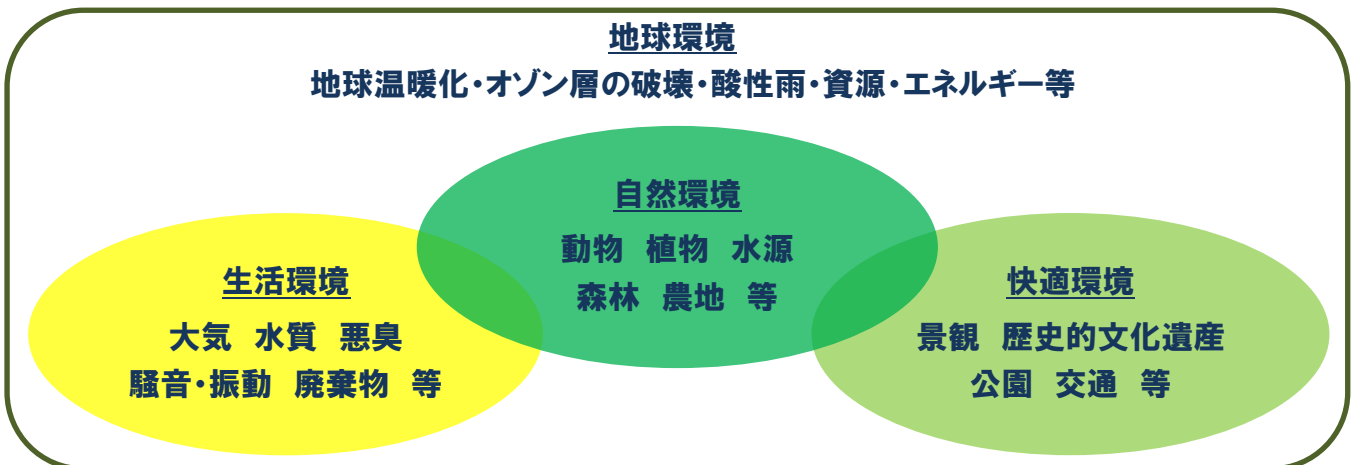 地球環境
地球温暖化・オゾン層の破壊・酸性雨・資源・エネルギー等
自然環境
動物 植物 水源
森林 農地 等
生活環境
大気 水質 悪臭
騒音・振動 廃棄物 等
快適環境
景観 歴史的文化遺産
公園 交通 等